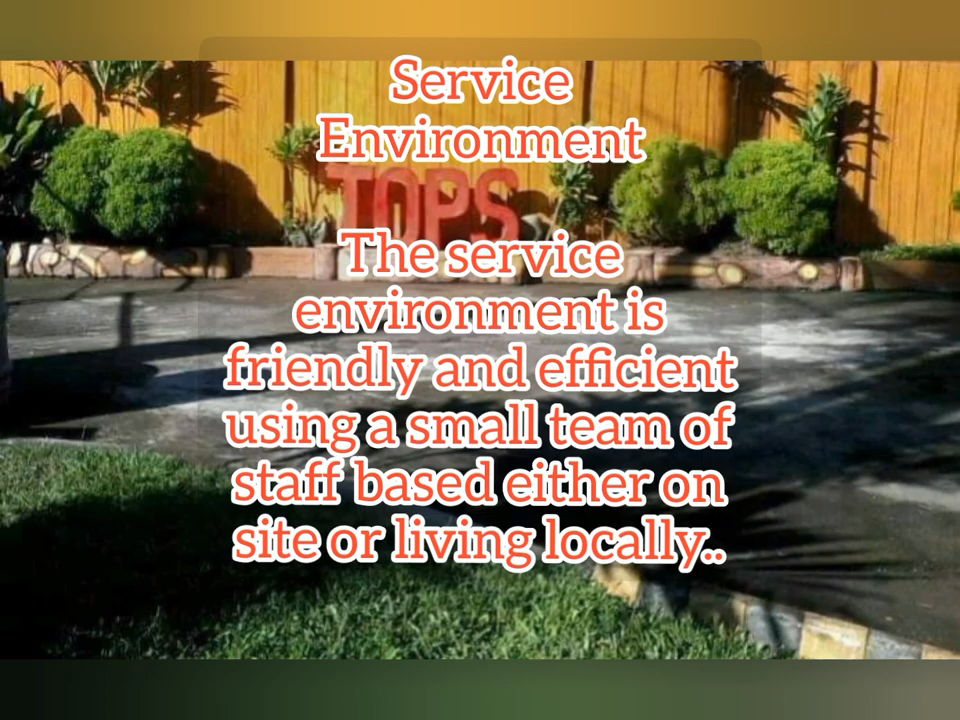 Service
Environment
TOPS
The service
environment is
friendly and efficient
using a small team of
staff based either on
site or living locally..